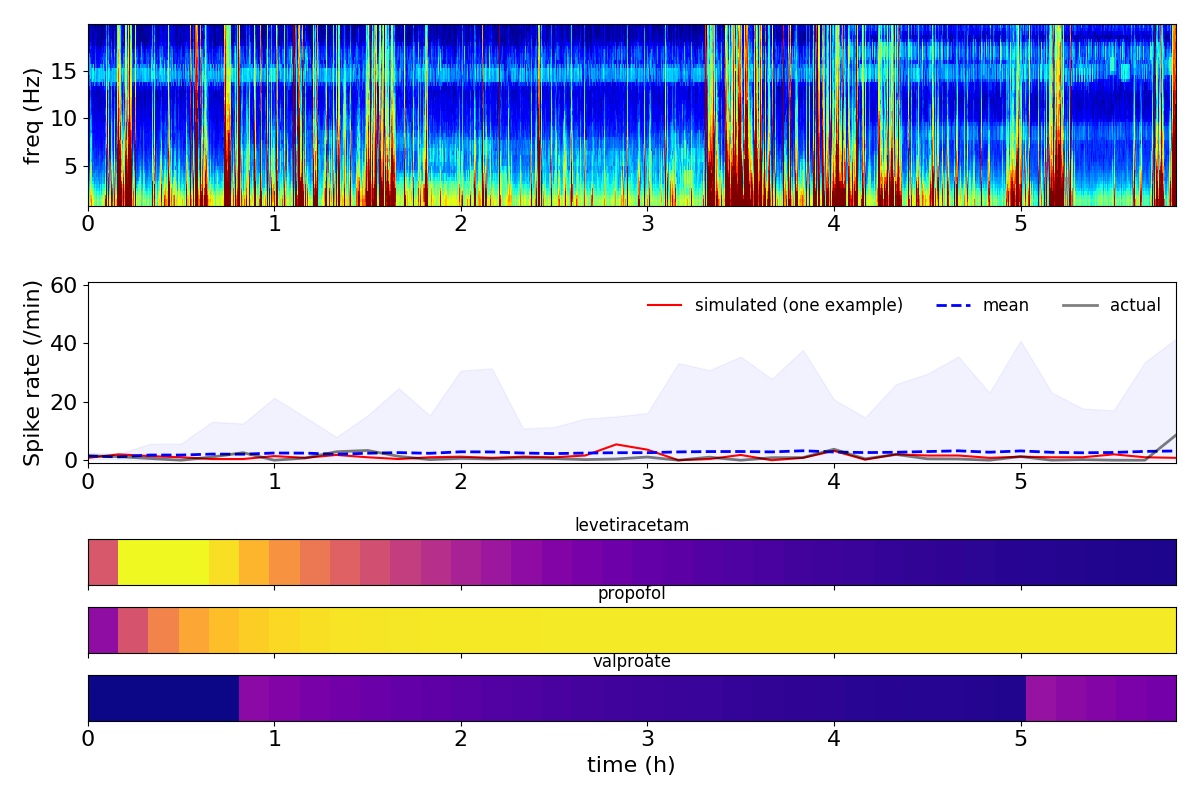 freq (Hz)
15
10
5
0 1 2 3 4 5
Spike rate (/min)
60
40
20
0
simulated (one example) mean actual
0 1 2 3 4 5
levetiracetam
propofol
valproate
0 1 2 3 4 5
time (h)